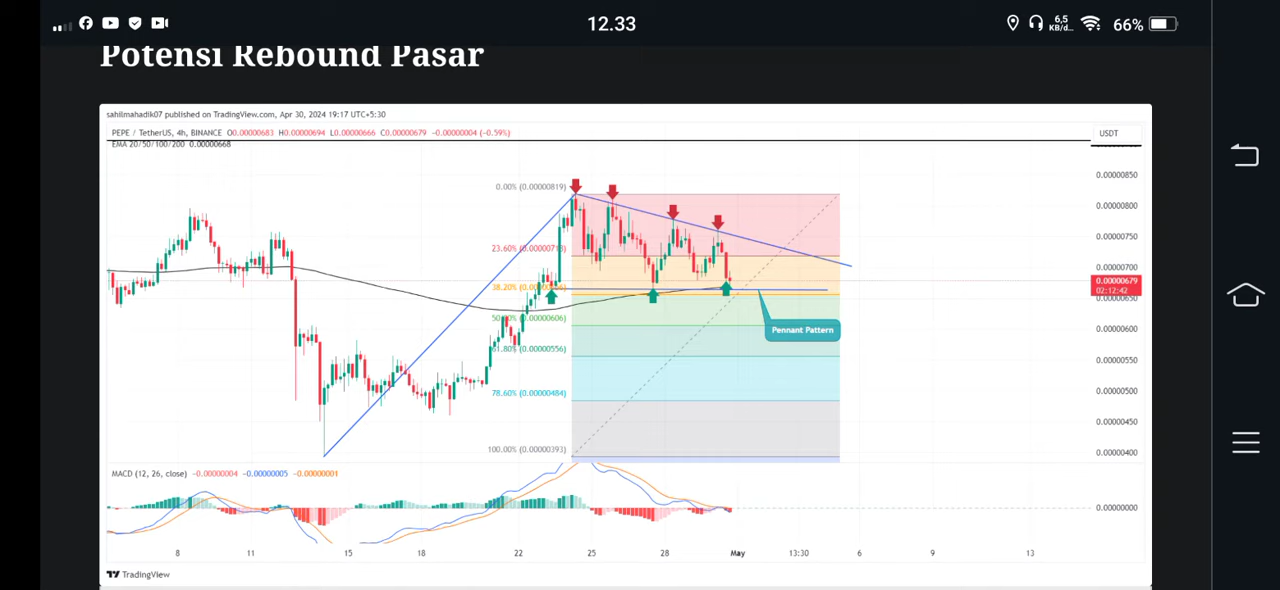 12.33
6,5
KB/d...
66%
Potensi Rebound Pasar
sahilmahadik07 published on TradingView.com, Apr 30, 2024 19:17 UTC+5:30
PEPE / TetherUS, 4h, BINANCE O0.00000683 H0.00000694 L0.00000666 C0.00000679 −0.00000004 (−0.59%)
USDT
EMA 20/50/100/200 0.00000668
0.00000850
0.00% (0.00000819)
0.00000800
0.00000750
23.60% (0.00000718)
0.00000700
0.00000679
02:12:42
38.20%
0.00000650
50.00% (0.00000606)
0.00000600
Pennant Pattern
61.80% (0.00000556)
0.00000550
0.00000500
78.60% (0.00000484)
0.00000450
100.00% (0.00000393)
0.00000400
MACD (12, 26, close) −0.00000004 −0.00000005 −0.00000001
0.0000000
8 11 15 18 22 25 28 May 13:30 6 9 13
TradingView